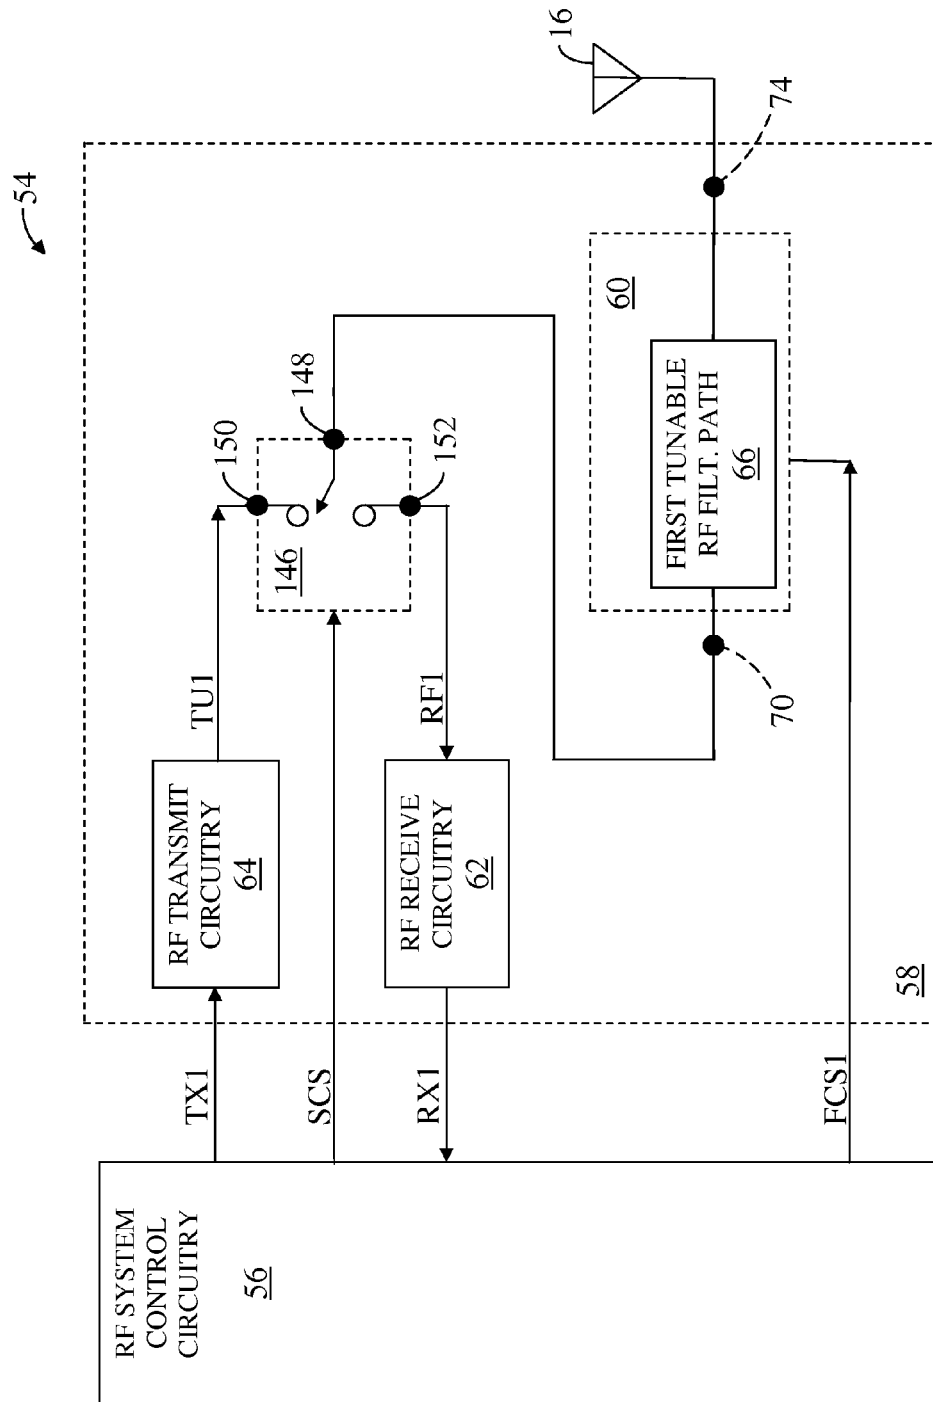 54
RF SYSTEM
CONTROL
CIRCUITRY
56
TX1
SCS
RX1
FCS1
RF TRANSMIT
CIRCUITRY
64
TU1
150
146
148
152
RF1
RF RECEIVE
CIRCUITRY
62
60
FIRST TUNABLE
RF FILT. PATH
66
70
74
16
58